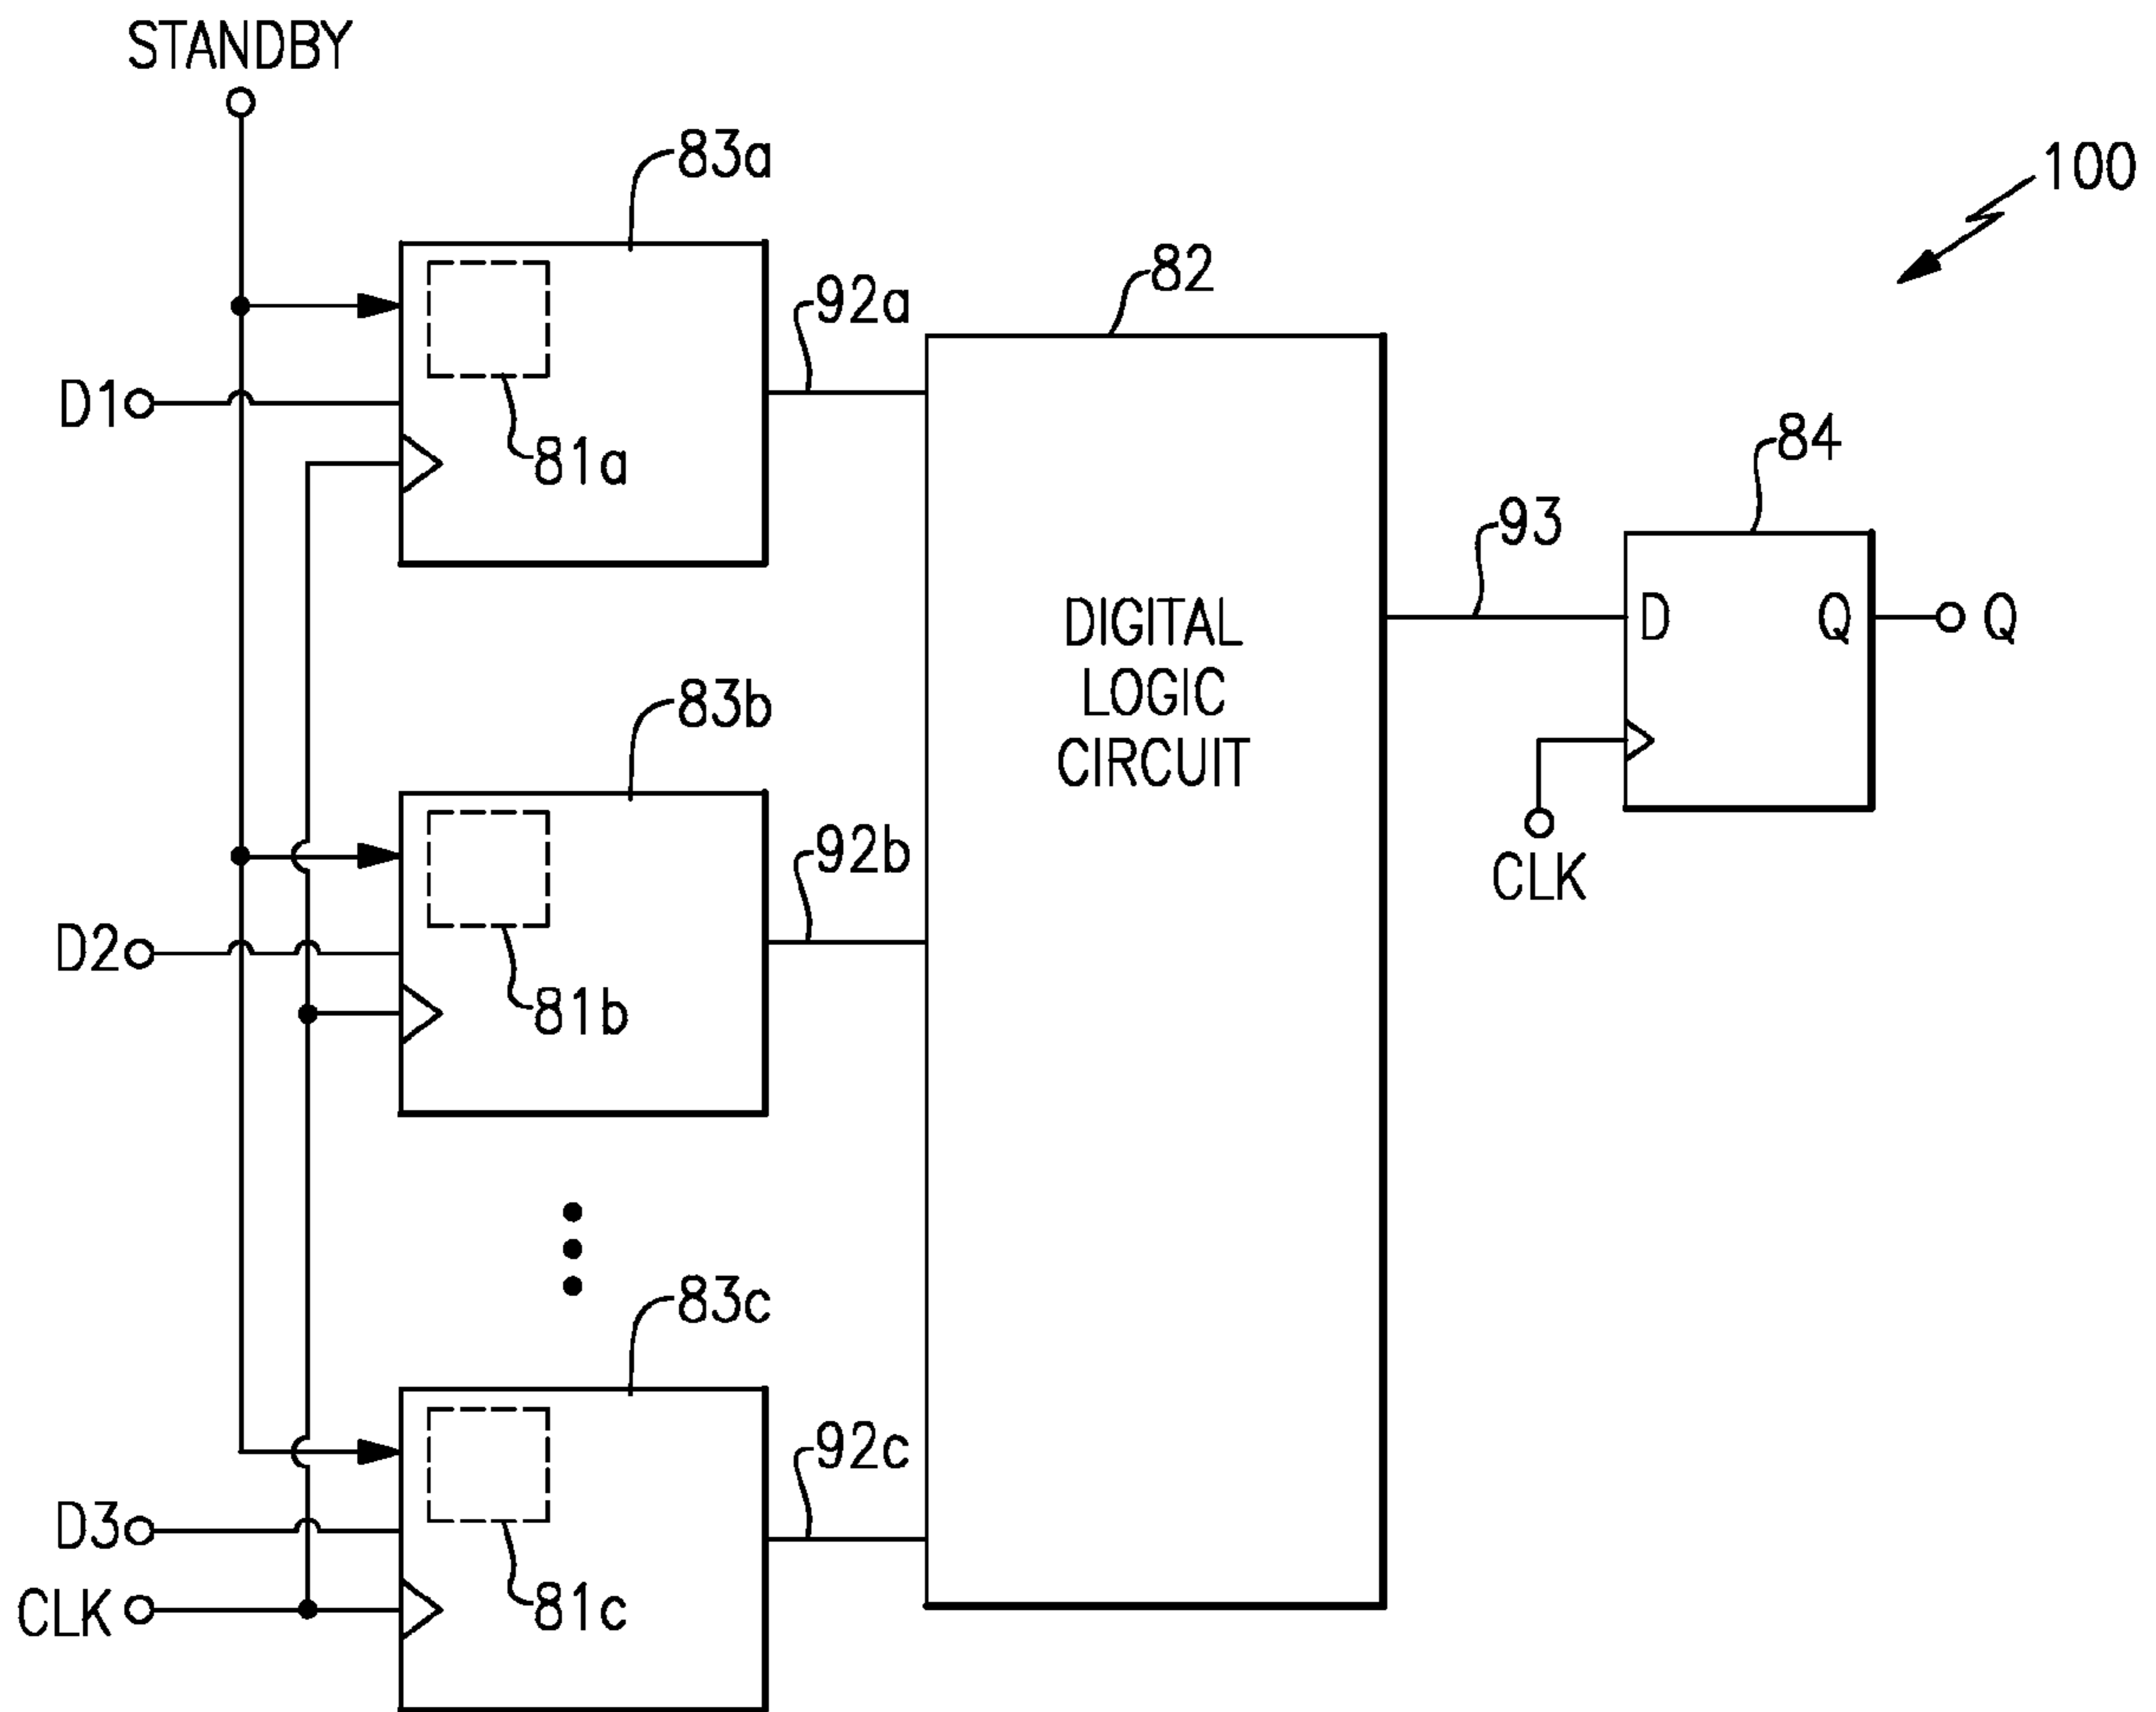 STANDBY
83a
100
82
92a
D1
81a
84
93
D Q Q
DIGITAL
LOGIC
CIRCUIT
83b
92b
CLK
D2
81b
83c
92c
D3
81c
CLK